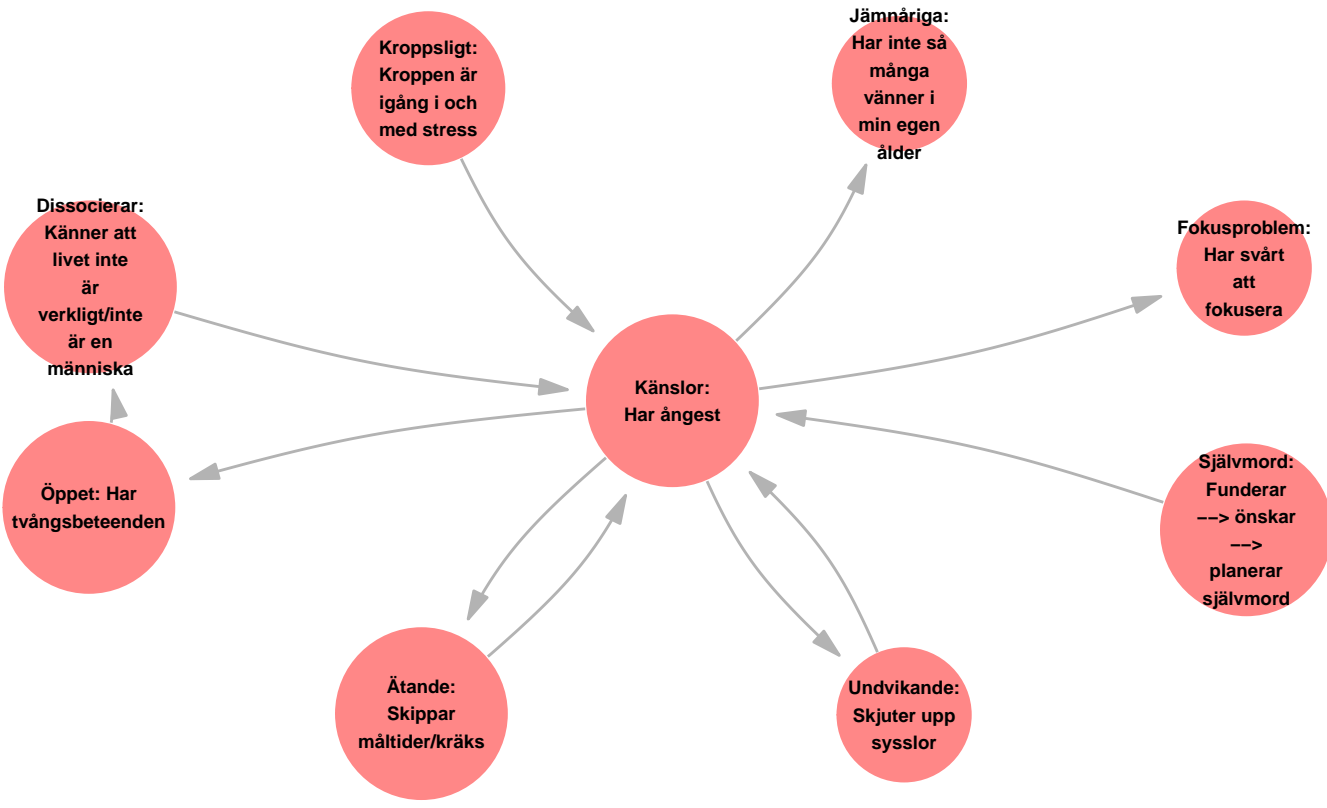 Jämnåriga:
Har inte så
många
vänner i
min egen
ålder
Kroppsligt:
Kroppen är
igång i och
med stress
Dissocierar:
Känner att
livet inte
är
verkligt/inte
är en
människa
Fokusproblem:
Har svårt
att
fokusera
Känslor:
Har ångest
Öppet: Har
tvångsbeteenden
Självmord:
Funderar
−−> önskar
−−>
planerar
självmord
Ätande:
Skippar
måltider/kräks
Undvikande:
Skjuter upp
sysslor